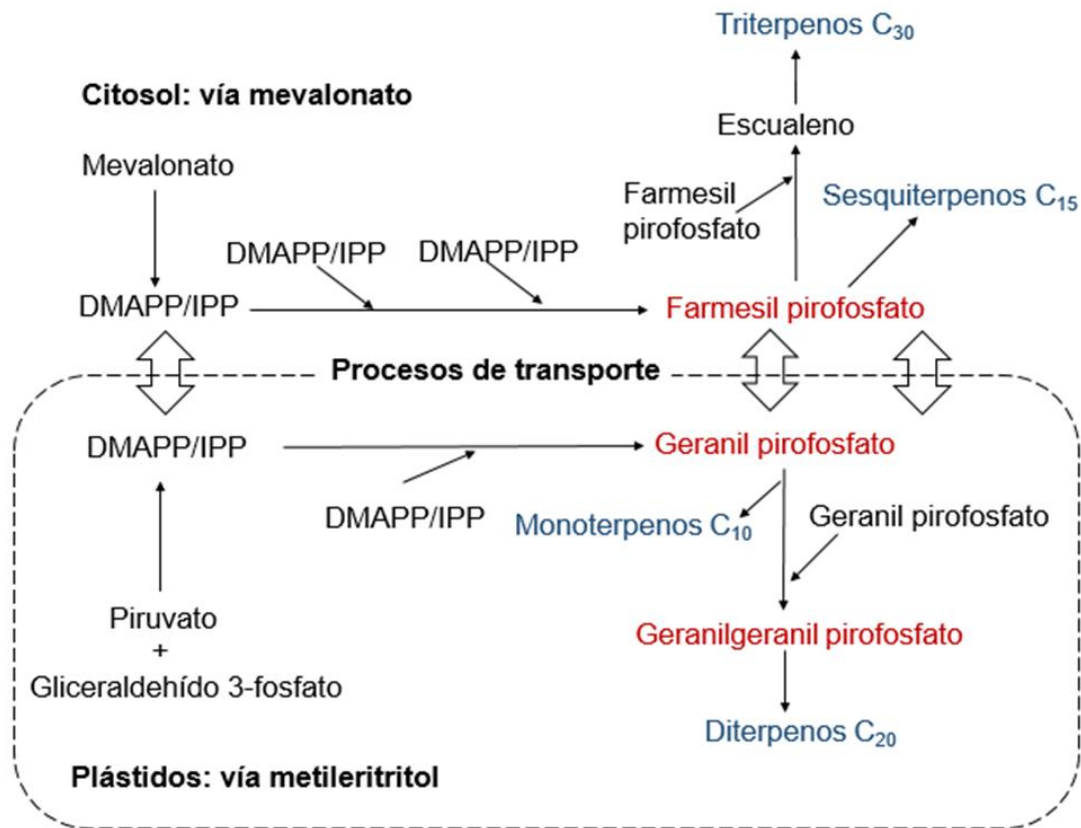 Triterpenos C₃₀
Citosol: vía mevalonato
Escualeno
Mevalonato
Farmesil
pirofosfato
Sesquiterpenos C₁₅
DMAPP/IPP
DMAPP/IPP
DMAPP/IPP
Farmesil pirofosfato
Procesos de transporte
DMAPP/IPP
Geranil pirofosfato
DMAPP/IPP
Monoterpenos C₁₀
Geranil pirofosfato
Piruvato
+
Gliceraldehído 3-fosfato
Geranilgeranil pirofosfato
Diterpenos C₂₀
Plástidos: vía metileritritol